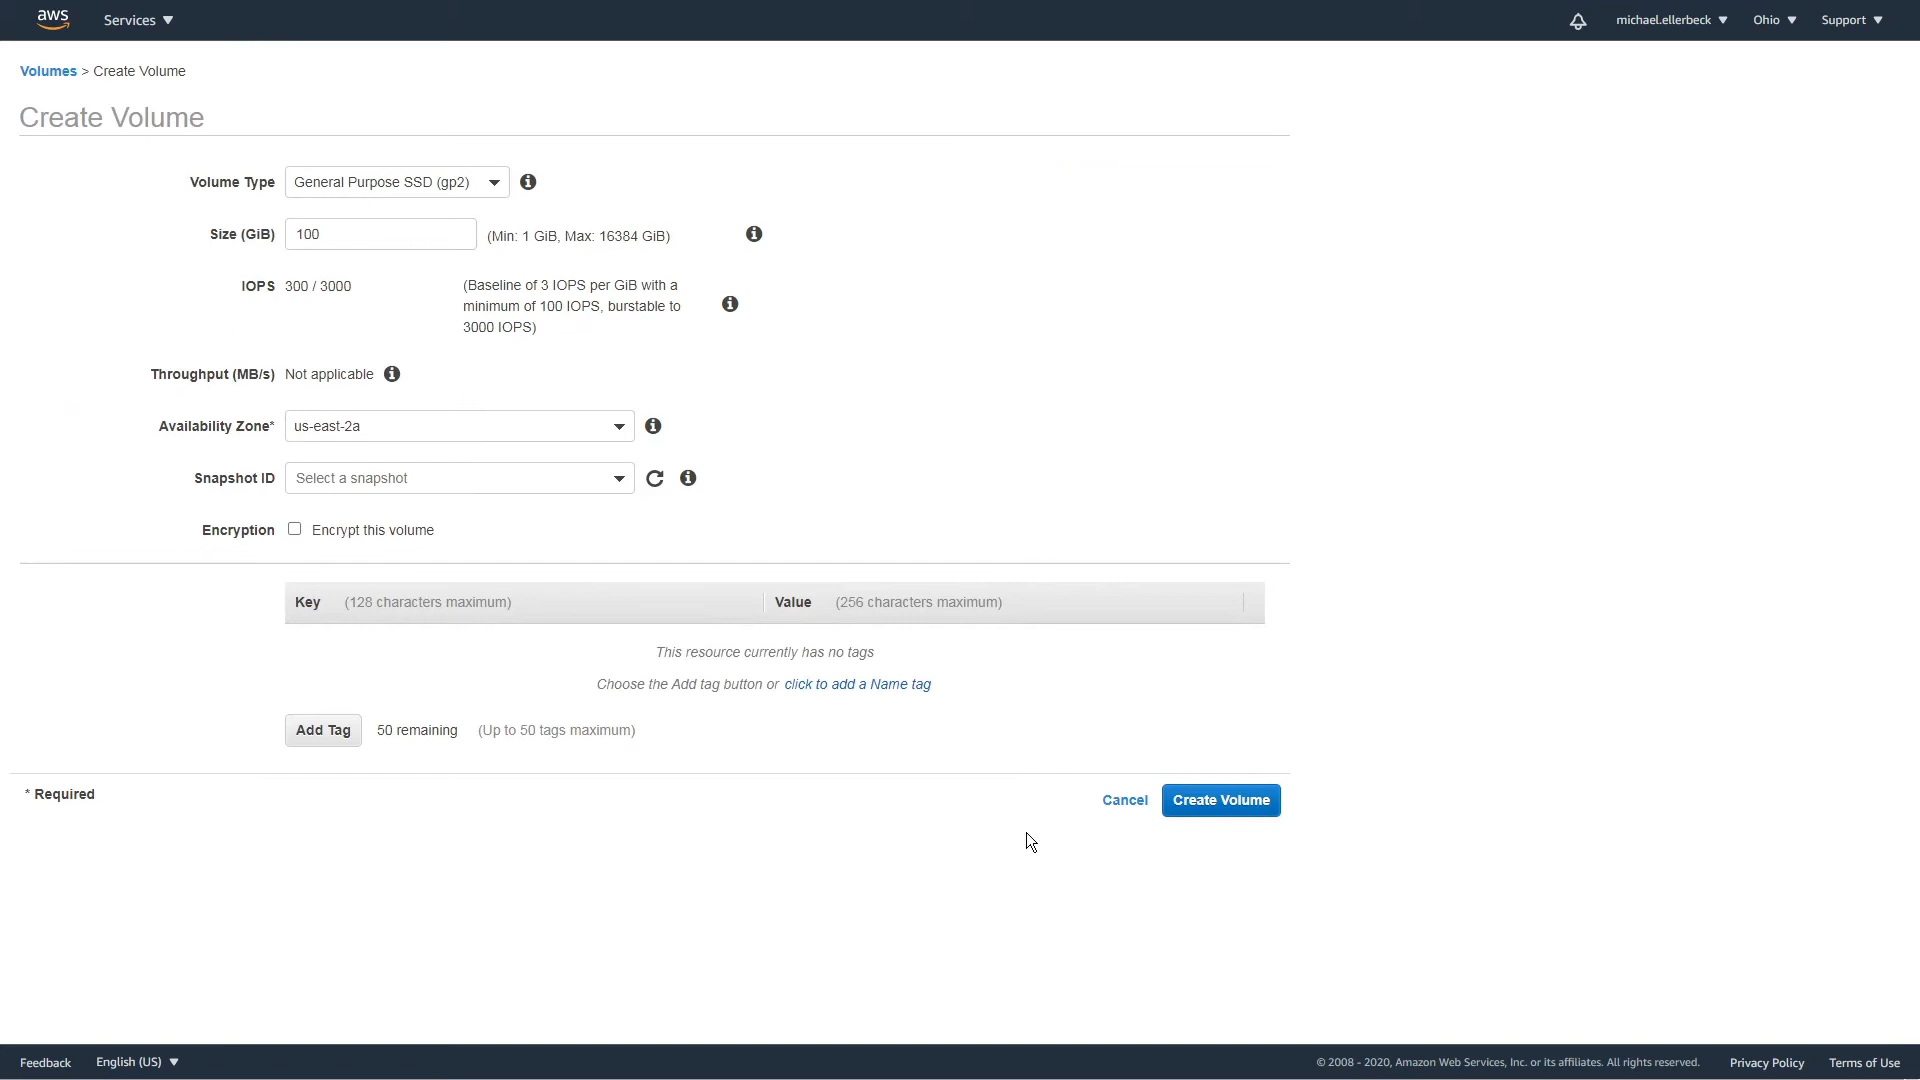 aws Services michael.ellerbeck Ohio Support
Volumes > Create Volume
Create Volume
Volume Type General Purpose SSD (gp2)
Size (GiB) 100 (Min: 1 GiB, Max: 16384 GiB)
IOPS 300 / 3000 (Baseline of 3 IOPS per GiB with a
minimum of 100 IOPS, burstable to
3000 IOPS)
Throughput (MB/s) Not applicable
Availability Zone* us-east-2a
Snapshot ID Select a snapshot
Encryption Encrypt this volume
Key (128 characters maximum) Value (256 characters maximum)
This resource currently has no tags
Choose the Add tag button or click to add a Name tag
Add Tag 50 remaining (Up to 50 tags maximum)
* Required Cancel Create Volume
Feedback English (US) © 2008 - 2020, Amazon Web Services, Inc. or its affiliates. All rights reserved. Privacy Policy Terms of Use